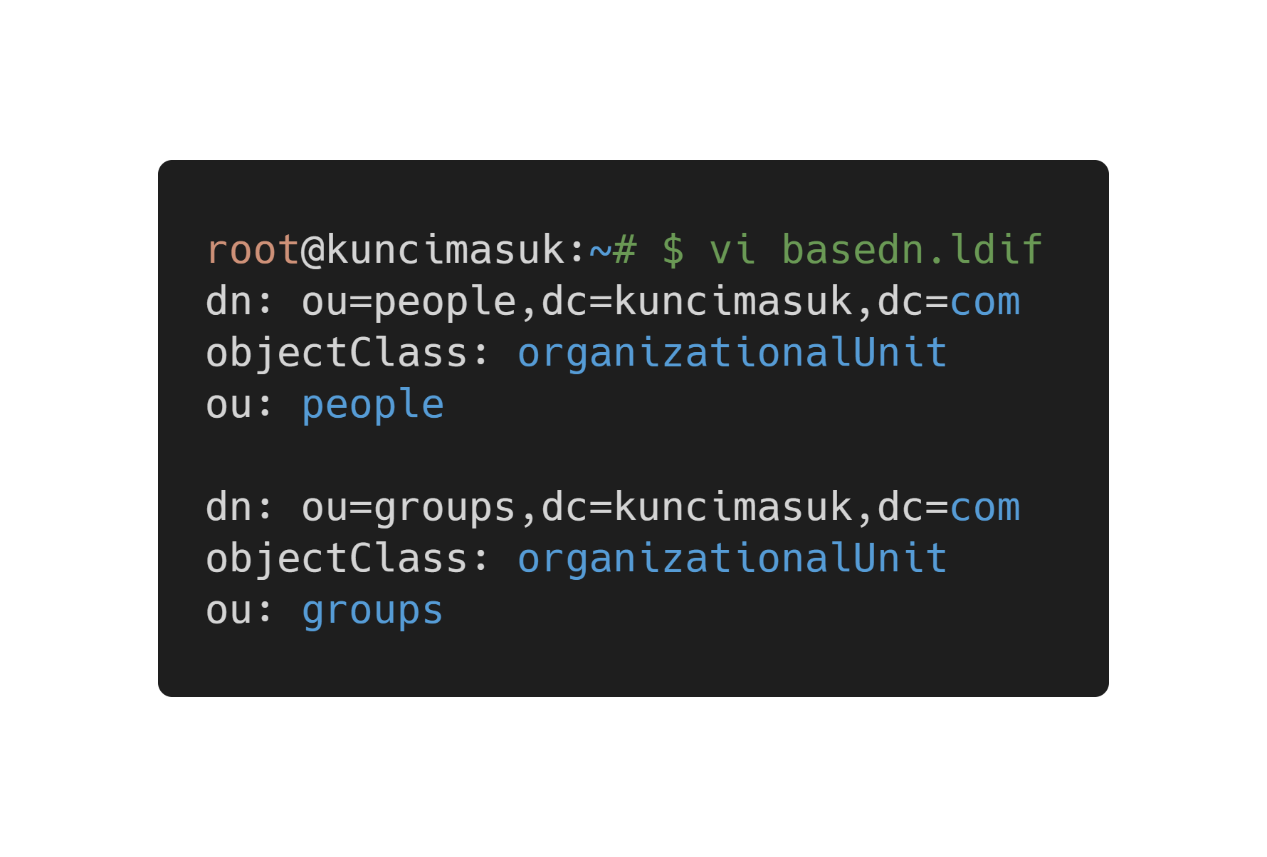 root@kuncimasuk:~# $ vi basedn.ldif
dn: ou=people,dc=kuncimasuk,dc=com
objectClass: organizationalUnit
ou: people
dn: ou=groups,dc=kuncimasuk,dc=com
objectClass: organizationalUnit
ou: groups